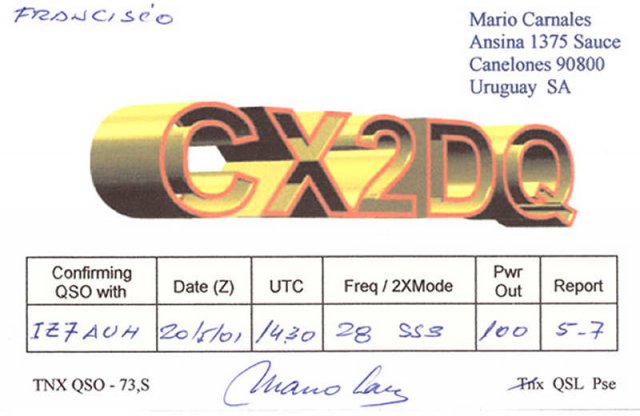 FRANCISCO
Mario Carnales
Ansina 1375 Sauce
Canelones 90800
Uruguay SA
CX2DQ
Confirming QSO with Date (Z) UTC Freq / 2XMode Pwr Out Report
IZ7AUH 20/5/01 1430 28 SSB 100 5-7
TNX QSO - 73,S
Tnx QSL Pse